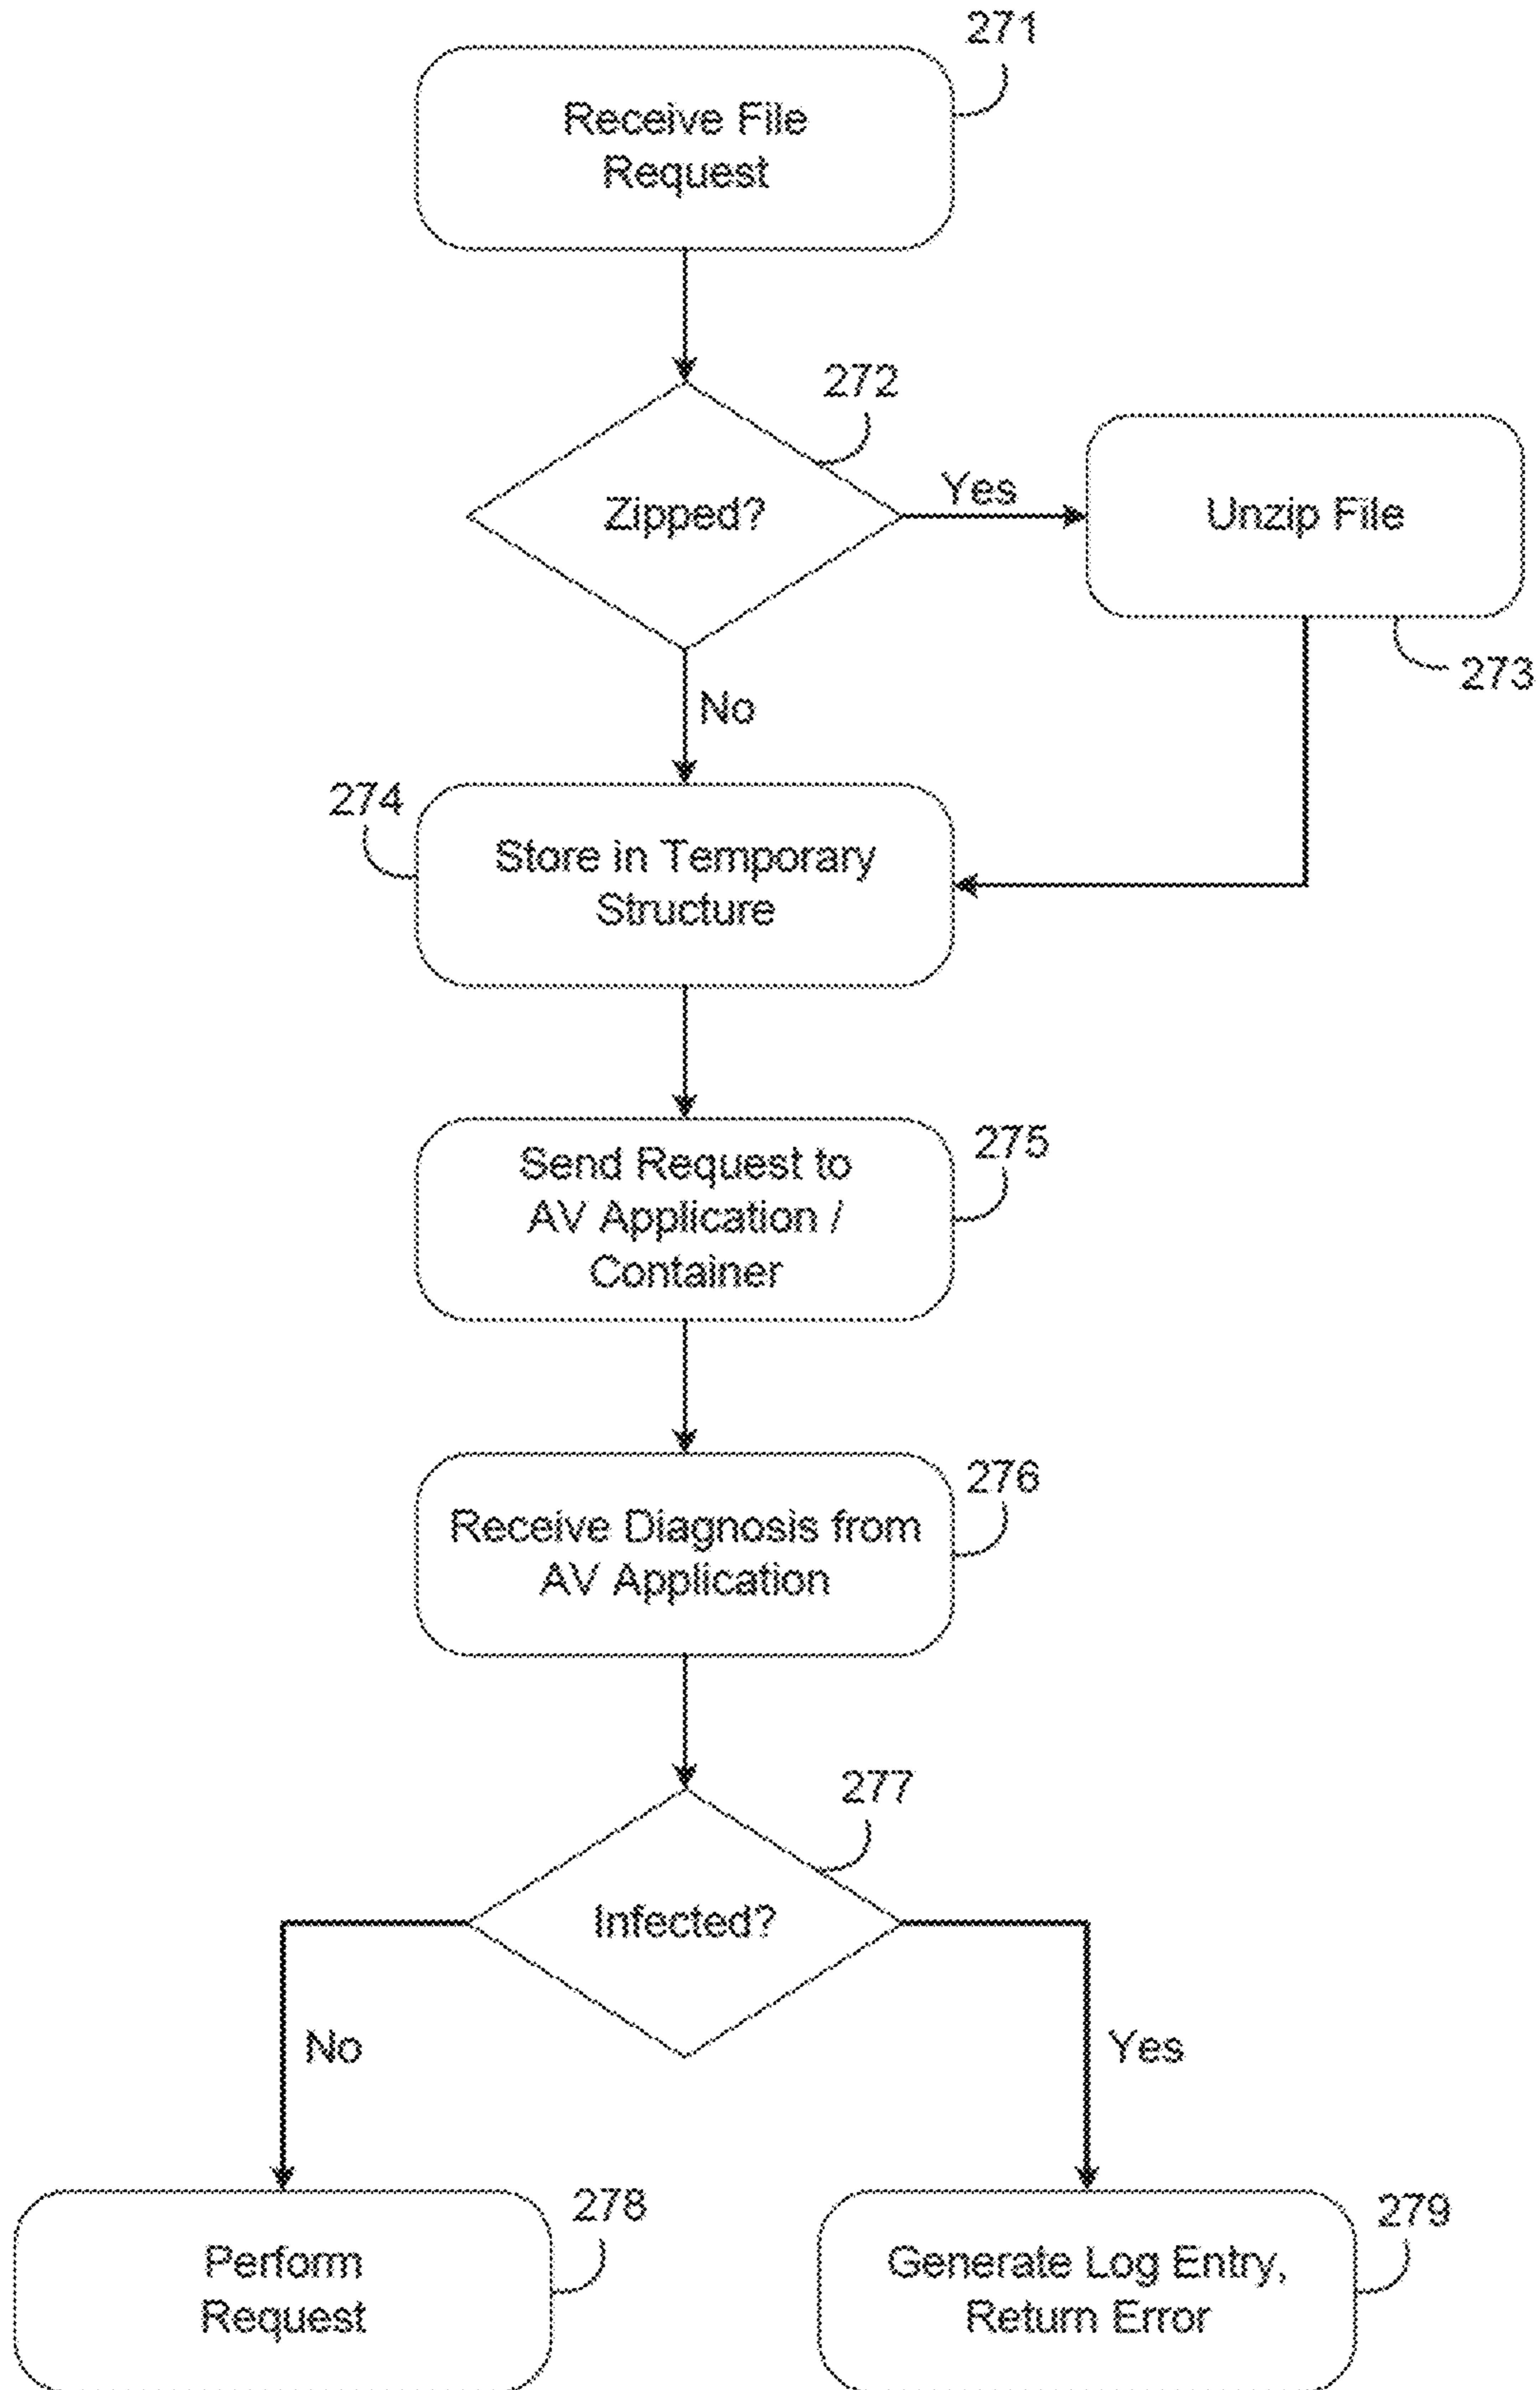 271
Receive File
Request
272
Zipped?
Yes
Unzip File
273
No
274
Store in Temporary
Structure
Send Request to
AV Application /
Container
275
276
Receive Diagnosis from
AV Application
277
Infected?
No
Yes
278
Perform
Request
279
Generate Log Entry,
Return Error